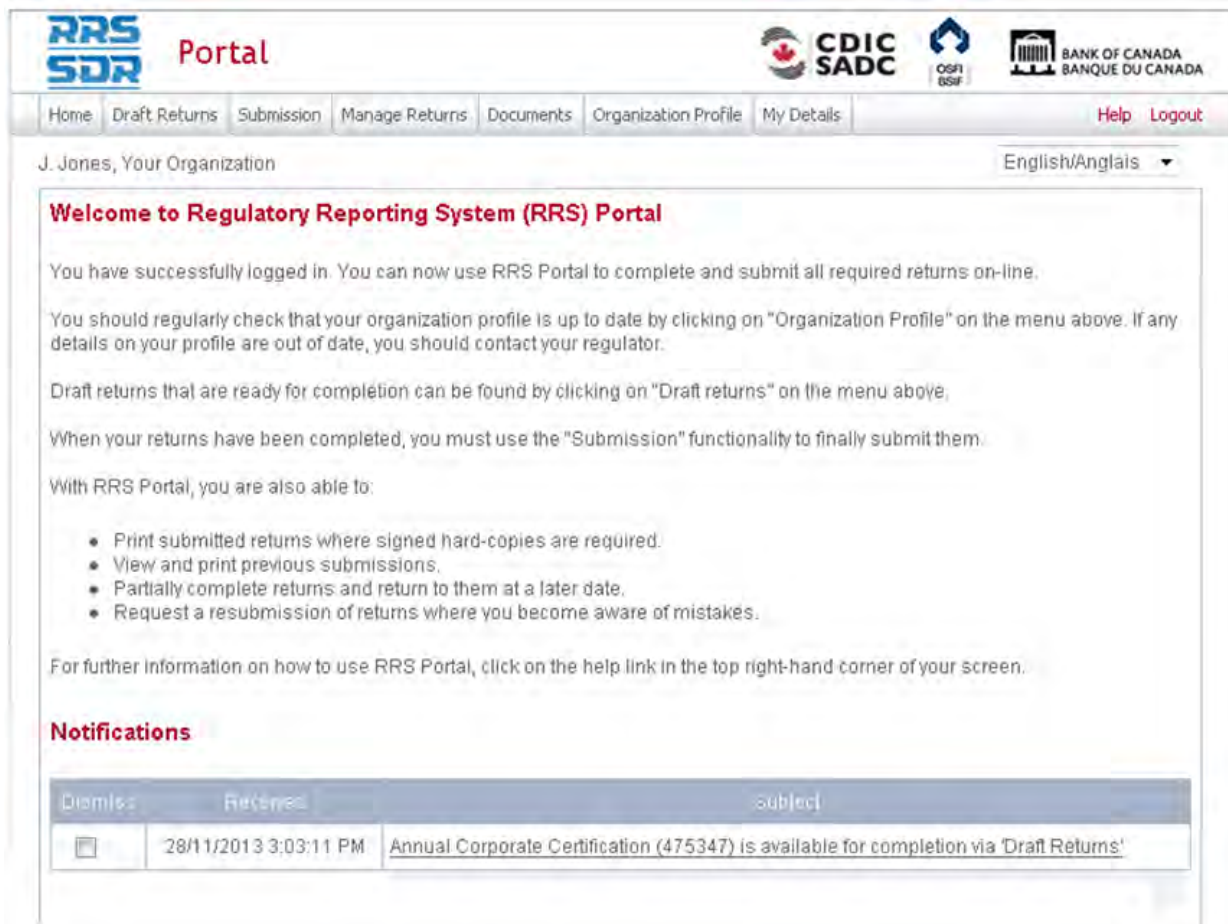 RRS
SDR
Portal
CDIC
SADC
OSFI
BSIF
BANK OF CANADA
BANQUE DU CANADA
Home Draft Returns Submission Manage Returns Documents Organization Profile My Details Help Logout
J. Jones, Your Organization
English/Anglais
Welcome to Regulatory Reporting System (RRS) Portal
You have successfully logged in. You can now use RRS Portal to complete and submit all required returns on-line.
You should regularly check that your organization profile is up to date by clicking on "Organization Profile" on the menu above. If any
details on your profile are out of date, you should contact your regulator.
Draft returns that are ready for completion can be found by clicking on "Draft returns" on the menu above.
When your returns have been completed, you must use the "Submission" functionality to finally submit them.
With RRS Portal, you are also able to:
• Print submitted returns where signed hard-copies are required.
• View and print previous submissions.
• Partially complete returns and return to them at a later date.
• Request a resubmission of returns where you become aware of mistakes.
For further information on how to use RRS Portal, click on the help link in the top right-hand corner of your screen.
Notifications
Dismiss Received Subject
28/11/2013 3:03:11 PM Annual Corporate Certification (475347) is available for completion via 'Draft Returns'